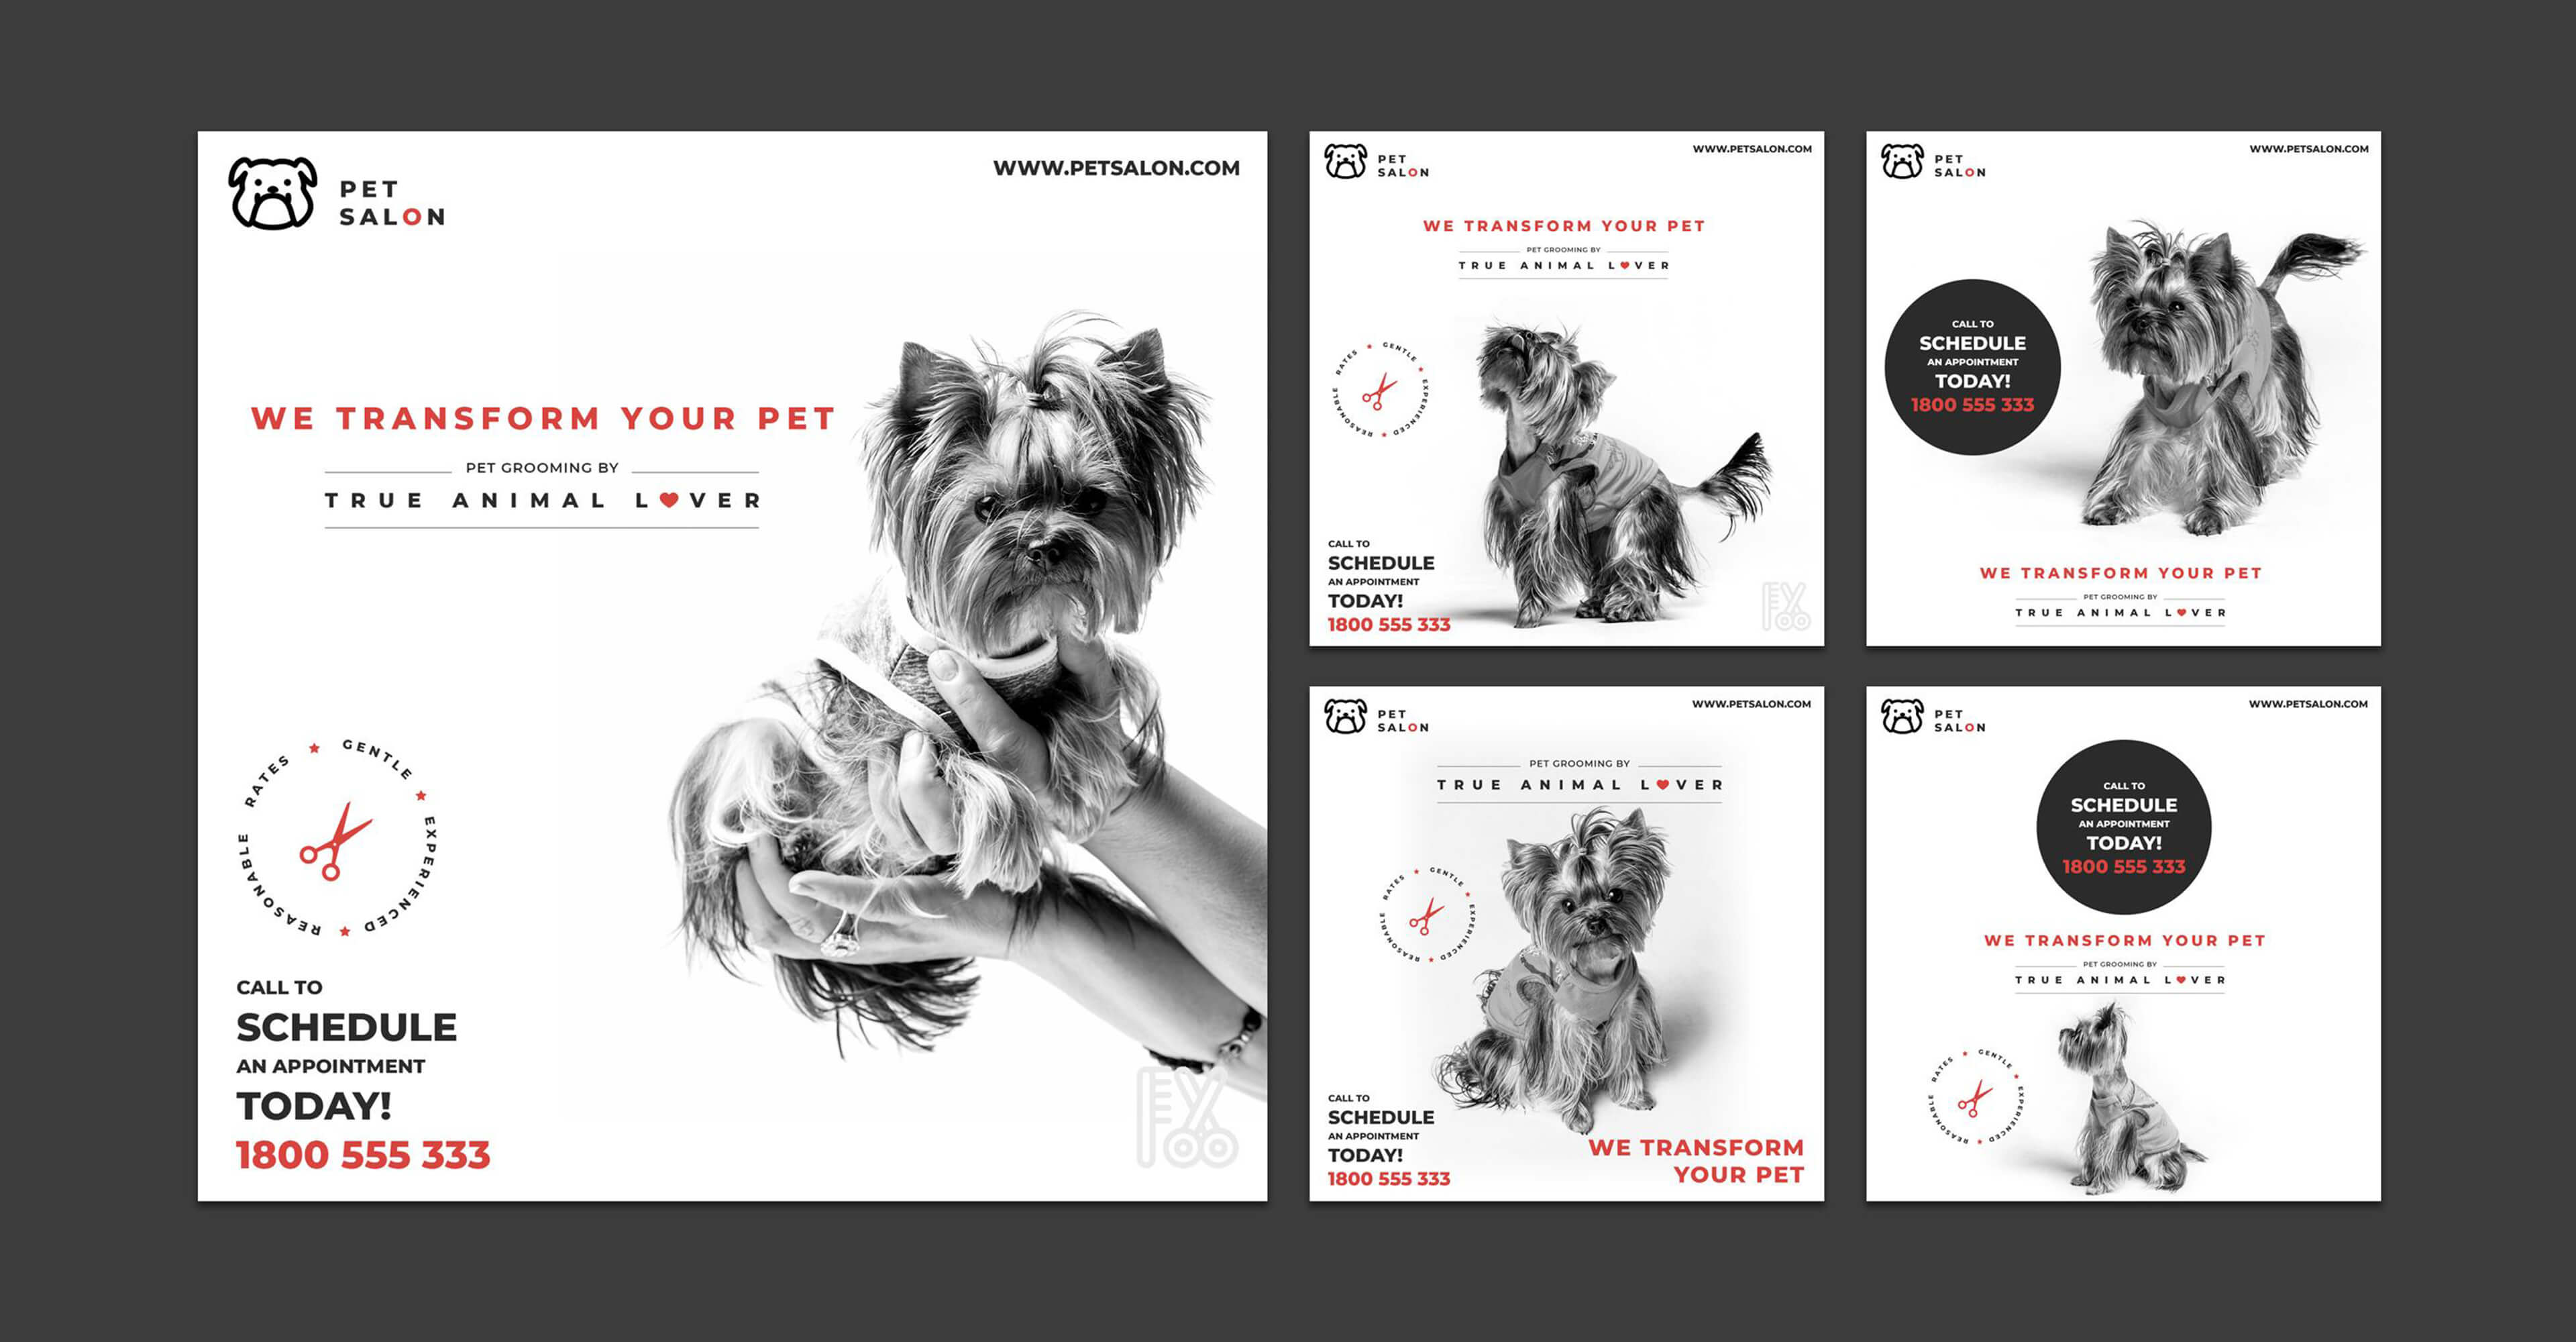 PET
SALON
WWW.PETSALON.COM
WE TRANSFORM YOUR PET
PET GROOMING BY
TRUE ANIMAL LVER
GENTLE EXPERIENCED REASONABLE RATES
CALL TO
SCHEDULE
AN APPOINTMENT
TODAY!
1800 555 333
PET
SALON
WWW.PETSALON.COM
WE TRANSFORM YOUR PET
PET GROOMING BY
TRUE ANIMAL LVER
GENTLE EXPERIENCED REASONABLE RATES
CALL TO
SCHEDULE
AN APPOINTMENT
TODAY!
1800 555 333
PET
SALON
WWW.PETSALON.COM
CALL TO
SCHEDULE
AN APPOINTMENT
TODAY!
1800 555 333
WE TRANSFORM YOUR PET
PET GROOMING BY
TRUE ANIMAL LVER
PET
SALON
WWW.PETSALON.COM
PET GROOMING BY
TRUE ANIMAL LVER
GENTLE EXPERIENCED REASONABLE RATES
CALL TO
SCHEDULE
AN APPOINTMENT
TODAY!
1800 555 333
WE TRANSFORM
YOUR PET
PET
SALON
WWW.PETSALON.COM
CALL TO
SCHEDULE
AN APPOINTMENT
TODAY!
1800 555 333
WE TRANSFORM YOUR PET
PET GROOMING BY
TRUE ANIMAL LVER
GENTLE EXPERIENCED REASONABLE RATES